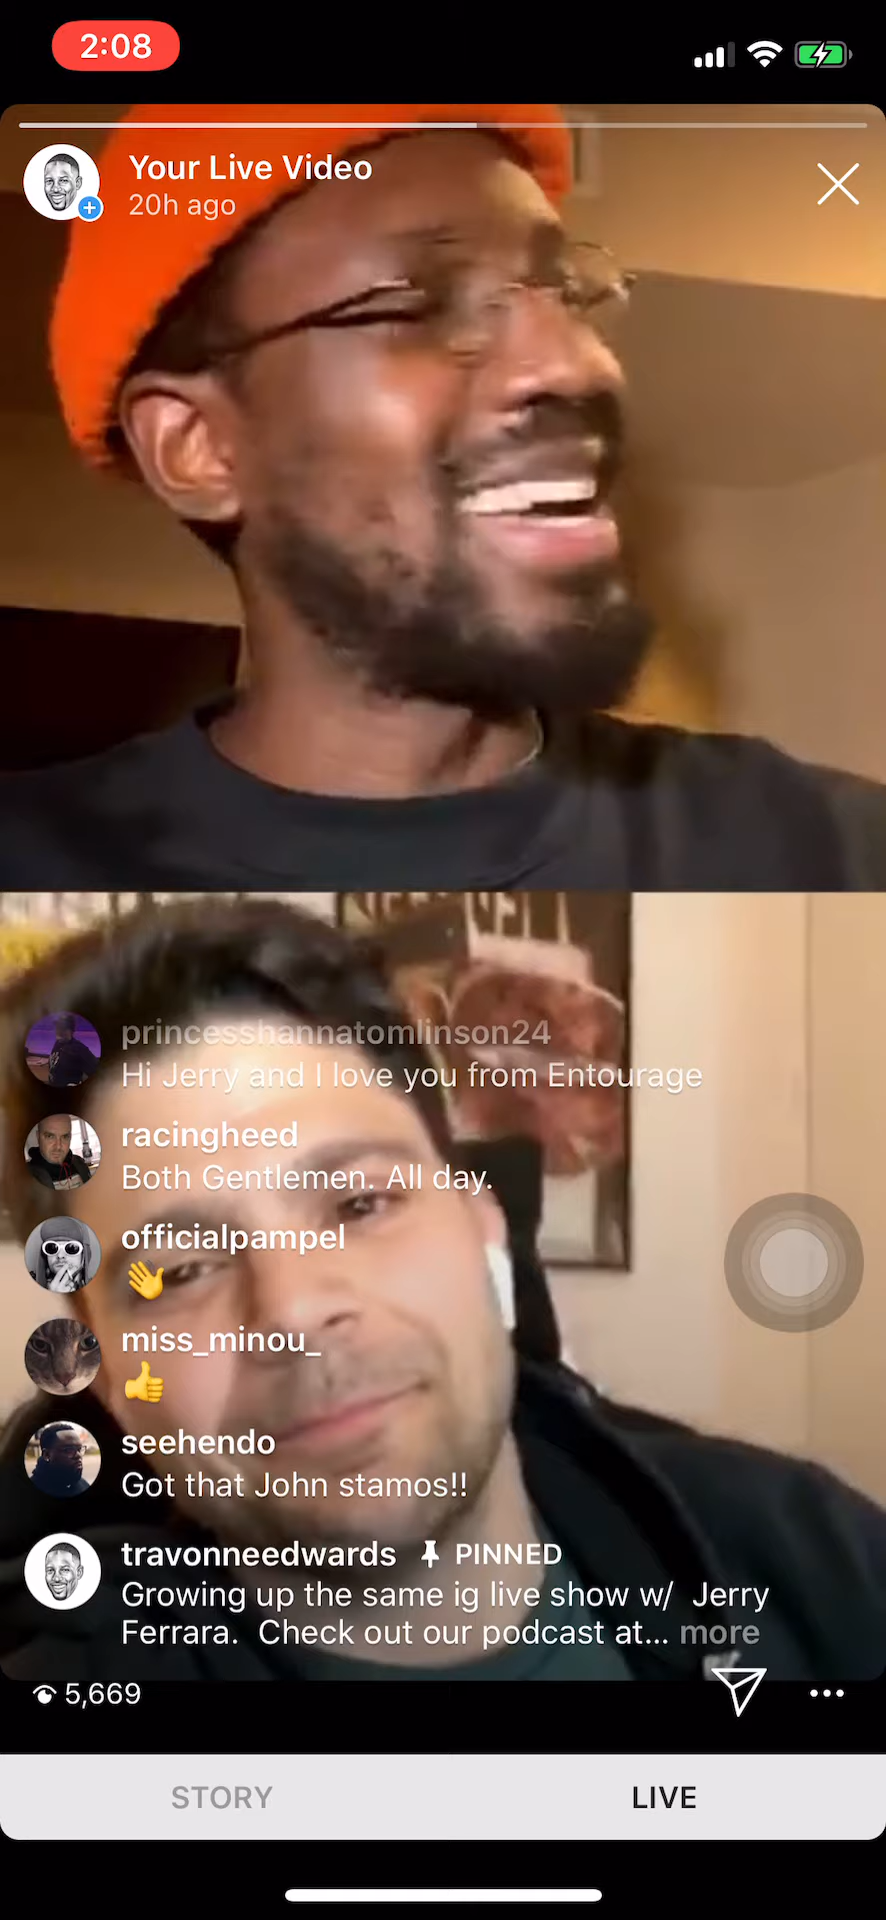 2:08
Your Live Video
20h ago
princesshannatomlinson24
Hi Jerry and I love you from Entourage
racingheed
Both Gentlemen. All day.
officialpampel
👋
miss_minou_
👍
seehendo
Got that John stamos!!
travonneedwards PINNED
Growing up the same ig live show w/ Jerry
Ferrara. Check out our podcast at... more
5,669
STORY
LIVE